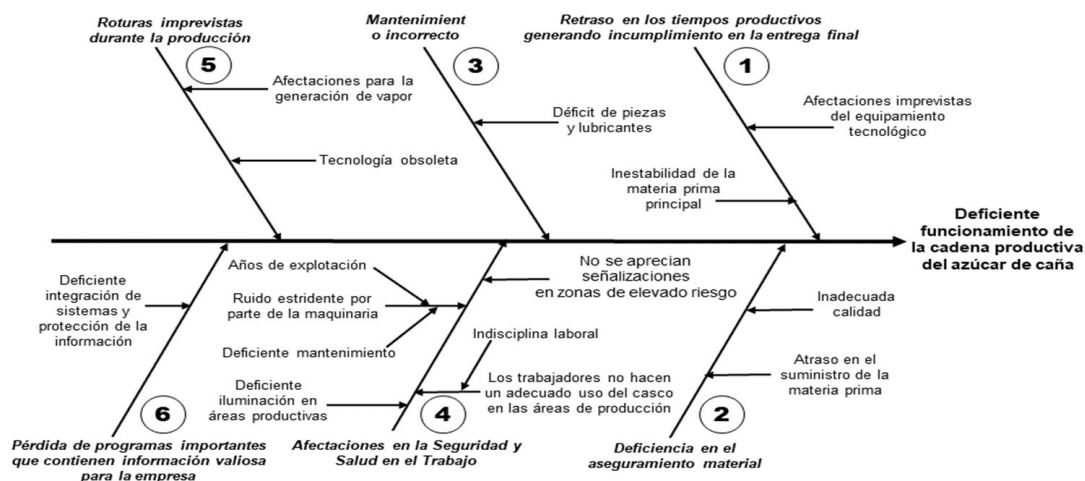 Roturas imprevistas
durante la producción
5
Afectaciones para la
generación de vapor
Tecnología obsoleta
Mantenimient
o incorrecto
3
Déficit de piezas
y lubricantes
Retraso en los tiempos productivos
generando incumplimiento en la entrega final
1
Afectaciones imprevistas
del equipamiento
tecnológico
Inestabilidad de la
materia prima
principal
Deficiente
funcionamiento de
la cadena productiva
del azúcar de caña
Deficiente
integración de
sistemas y
protección de la
información
6
Pérdida de programas importantes
que contienen información valiosa
para la empresa
Años de explotación
Ruido estridente por
parte de la maquinaria
Deficiente mantenimiento
Deficiente
iluminación en
áreas productivas
No se aprecian
señalizaciones
en zonas de elevado riesgo
Indisciplina laboral
Los trabajadores no hacen
un adecuado uso del casco
en las áreas de producción
4
Afectaciones en la Seguridad y
Salud en el Trabajo
Inadecuada
calidad
Atraso en el
suministro de la
materia prima
2
Deficiencia en el
aseguramiento material